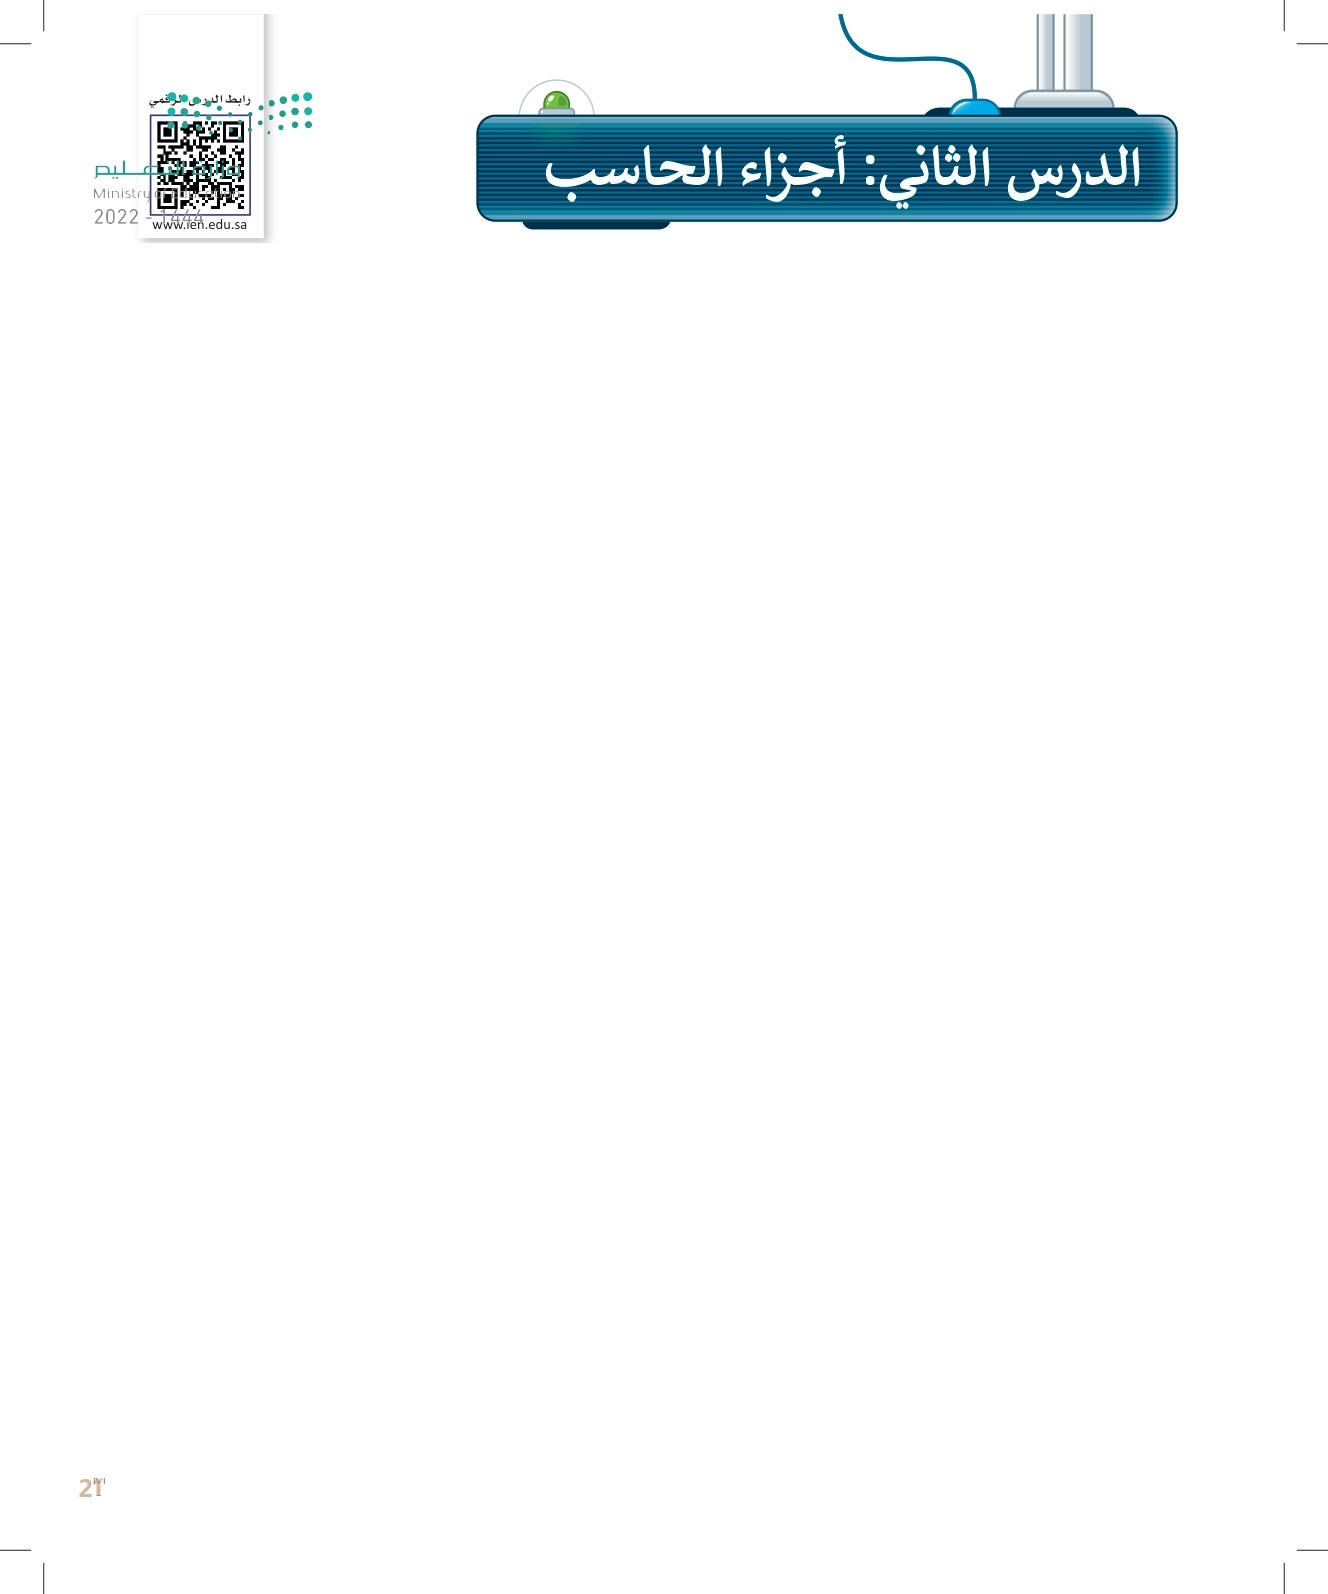 رابط الدرس الرقمي
الدرس الثاني: أجزاء الحاسب
Ministry
2022 - 1444
www.ien.edu.sa
21